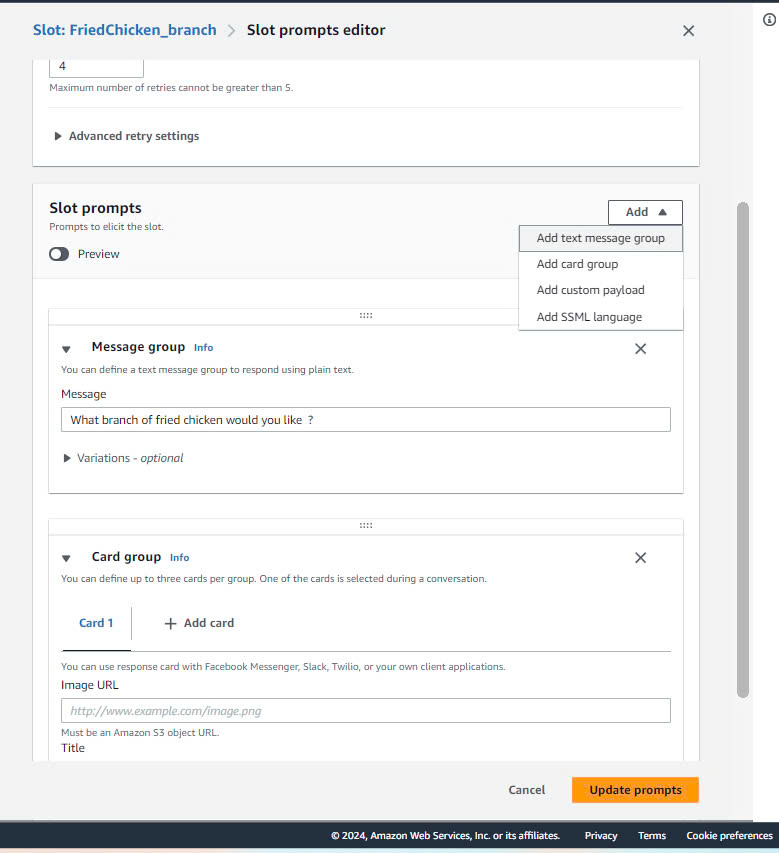 Slot: FriedChicken_branch > Slot prompts editor
4
Maximum number of retries cannot be greater than 5.
Advanced retry settings
Slot prompts
Add
Prompts to elicit the slot.
Preview
Add text message group
Add card group
Add custom payload
Add SSML language
Message group Info
You can define a text message group to respond using plain text.
Message
What branch of fried chicken would you like ?
Variations - optional
Card group Info
You can define up to three cards per group. One of the cards is selected during a conversation.
Card 1
Add card
You can use response card with Facebook Messenger, Slack, Twilio, or your own client applications.
Image URL
http://www.example.com/image.png
Must be an Amazon S3 object URL.
Title
Cancel
Update prompts
© 2024, Amazon Web Services, Inc. or its affiliates. Privacy Terms Cookie preferences